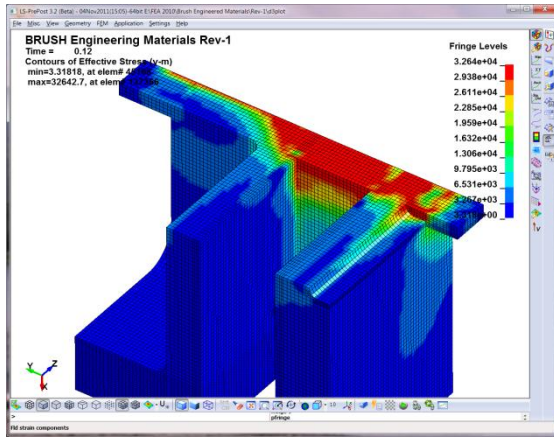 LS-PrePost 3.2 (Beta) - 04Nov2011(15:05)-64bit E:\FEA 2010\Brush Engineered Materials\Rev-1\d3plot
File Misc View Geometry FEM Application Settings Help
BRUSH Engineering Materials Rev-1
Time = 0.12
Contours of Effective Stress (v-m)
min=3.31818, at elem#
max=32642.7, at elem#
Fringe Levels
3.264e+04
2.938e+04
2.611e+04
2.285e+04
1.959e+04
1.632e+04
1.306e+04
9.795e+03
6.531e+03
3.267e+03
Y
Z
X
>
pfringe
Fld strain components